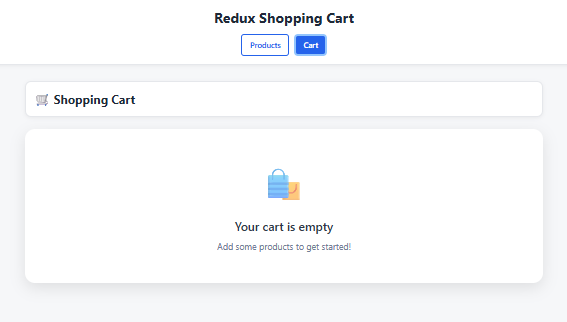 Redux Shopping Cart
Products
Cart
Shopping Cart
Your cart is empty
Add some products to get started!